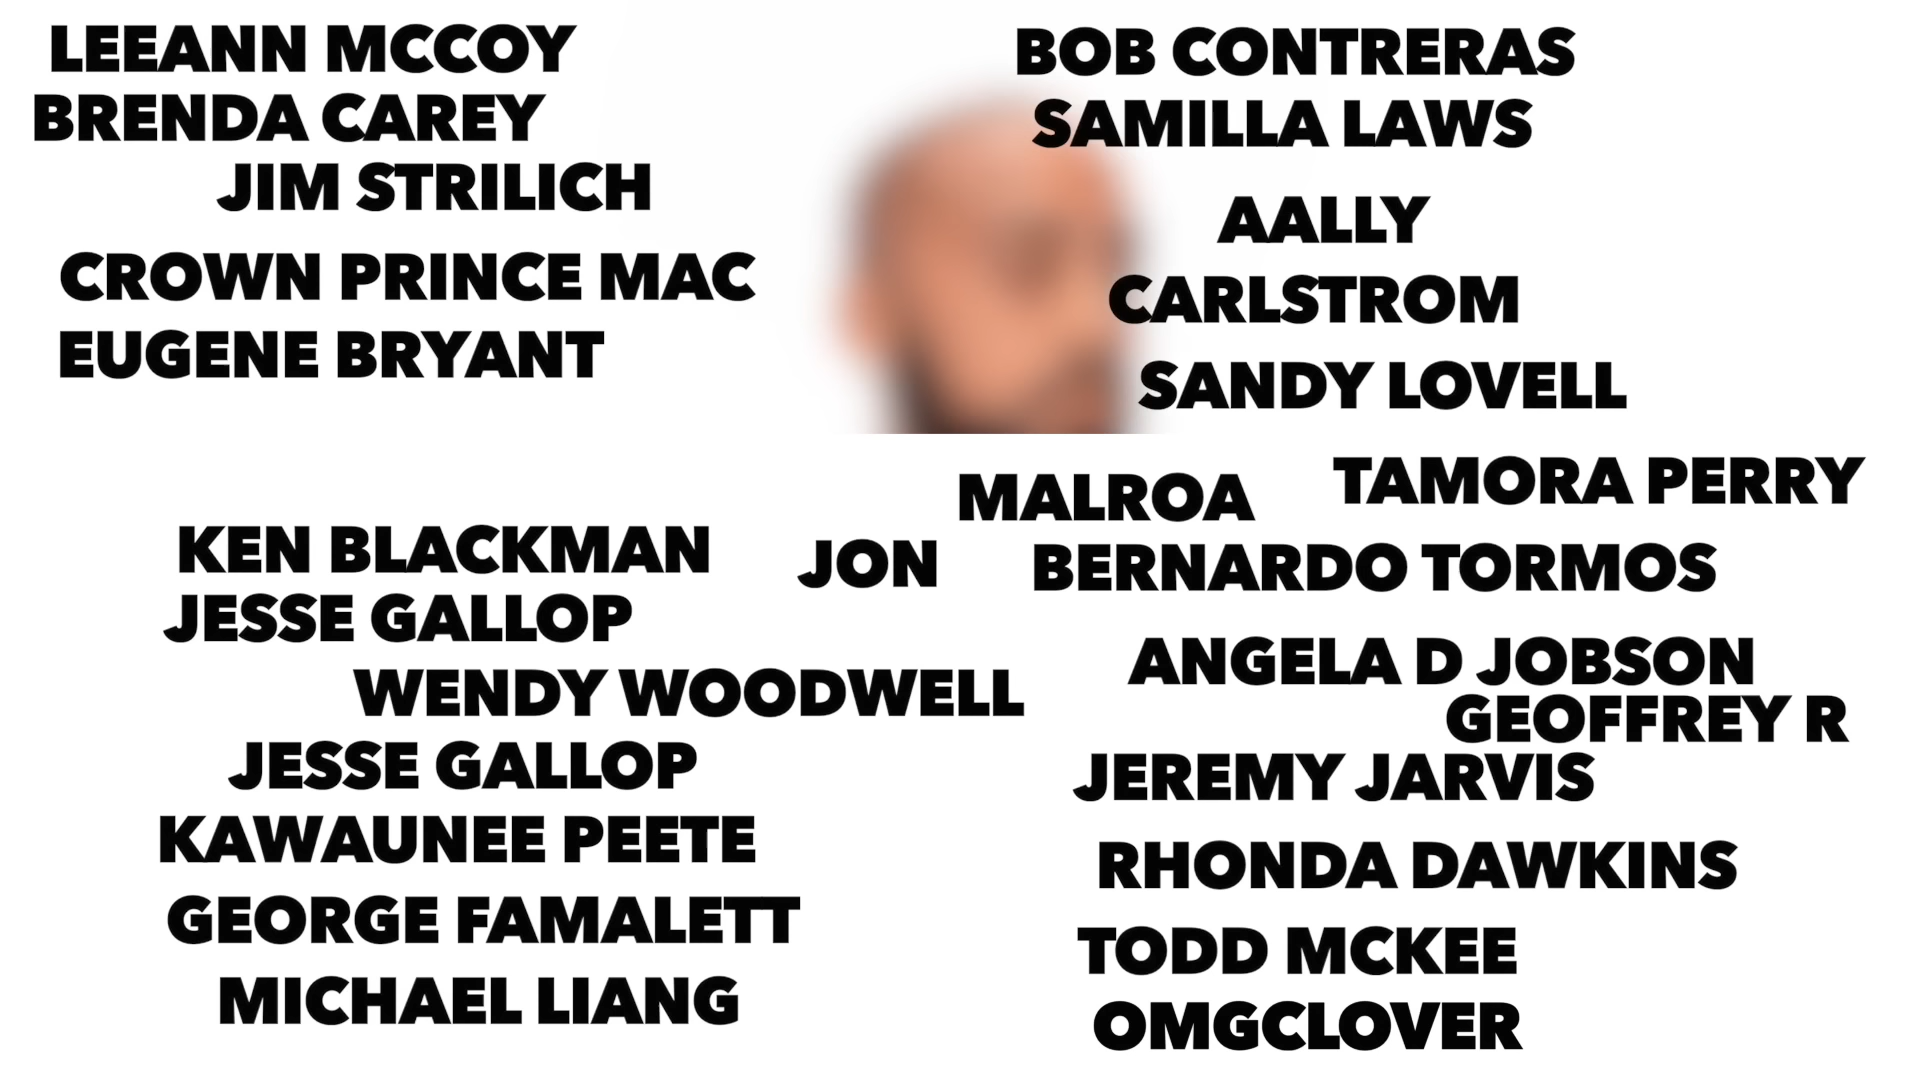 LEEANN MCCOY
BRENDA CAREY
JIM STRILICH
CROWN PRINCE MAC
EUGENE BRYANT
BOB CONTRERAS
SAMILLA LAWS
AALLY
CARLSTROM
SANDY LOVELL
TAMORA PERRY
MALROA
JON
BERNARDO TORMOS
KEN BLACKMAN
JESSE GALLOP
WENDY WOODWELL
JESSE GALLOP
KAWAUNEE PEETE
GEORGE FAMALETT
MICHAEL LIANG
ANGELA D JOBSON
GEOFFREY R
JEREMY JARVIS
RHONDA DAWKINS
TODD MCKEE
OMGCLOVER